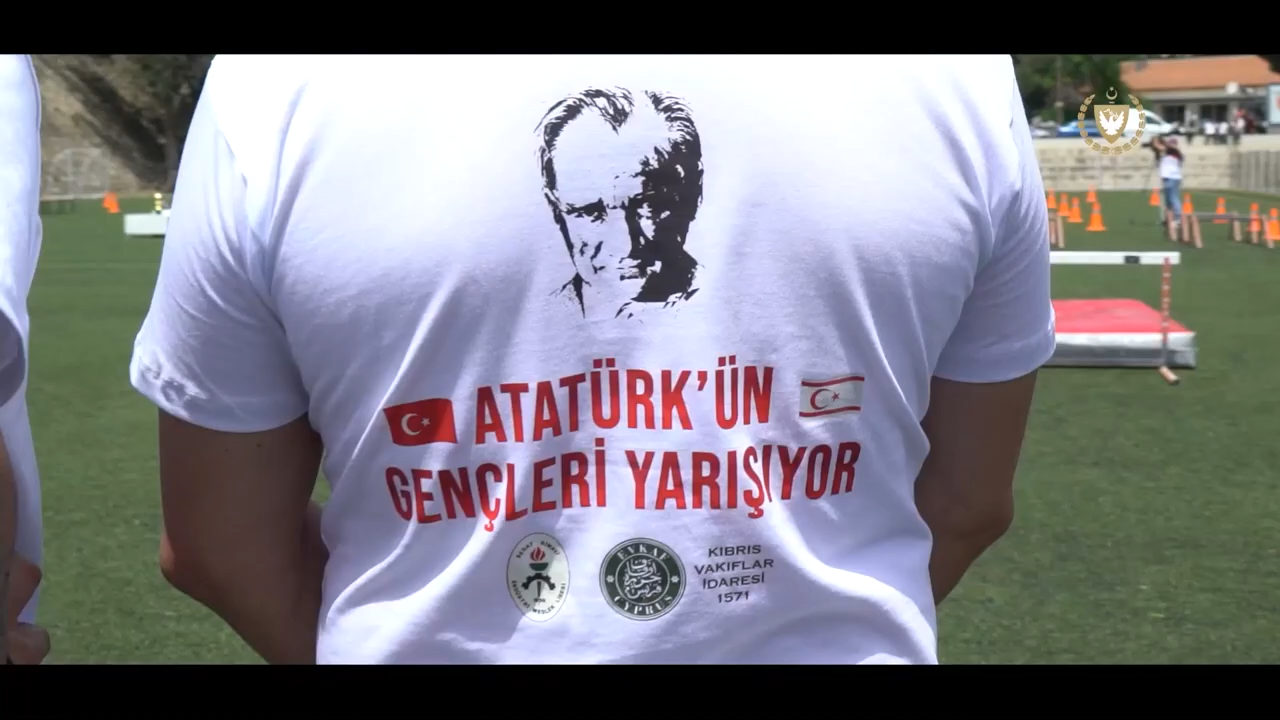 ATATÜRK'ÜN
GENÇLERİ YARIŞIYOR
EVKAF
CYPRUS
KIBRIS
VAKIFLAR
İDARESİ
1571